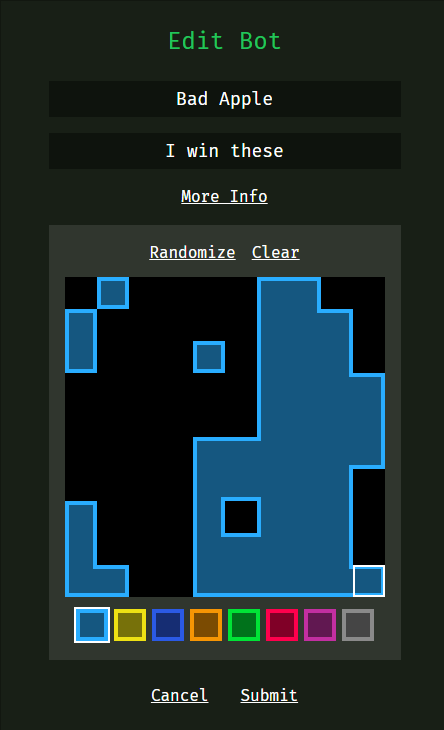 Edit Bot
Bad Apple
I win these
More Info
Randomize Clear
Cancel Submit